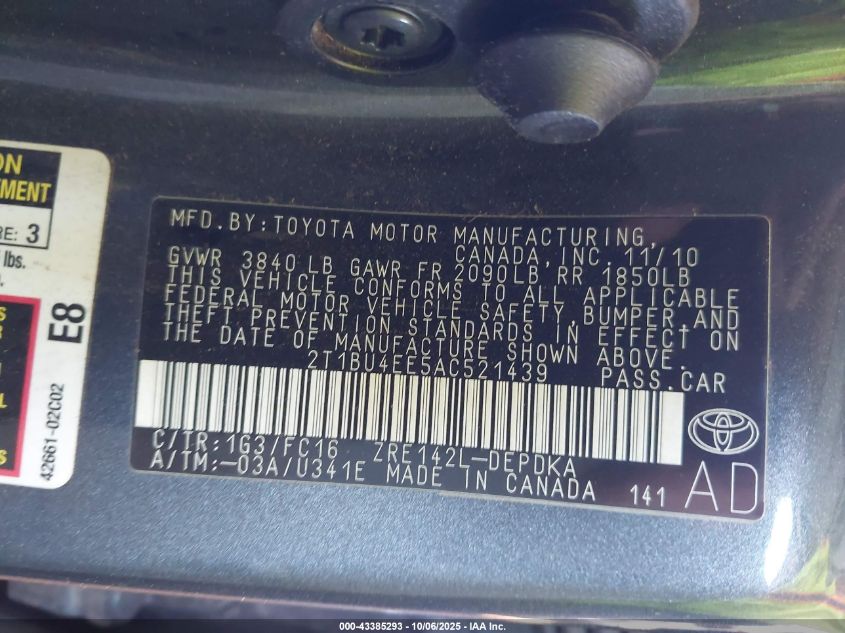 ON
TMENT
RE: 3
lbs.
E8
42661-02C02
MFD. BY: TOYOTA MOTOR MANUFACTURING,
CANADA, INC. 11/10
GVWR 3840 LB GAWR FR 2090LB RR 1850LB
THIS VEHICLE CONFORMS TO ALL APPLICABLE
FEDERAL MOTOR VEHICLE SAFETY, BUMPER, AND
THEFT PREVENTION STANDARDS IN EFFECT ON
THE DATE OF MANUFACTURE SHOWN ABOVE.
2T1BU4EE5AC521439 PASS. CAR
C/TR: 1G3/FC16 ZRE142L-DEPDKA
A/TM: -03A/U341E MADE IN CANADA 141 AD
000-43385293 - 10/06/2025 - IAA Inc.